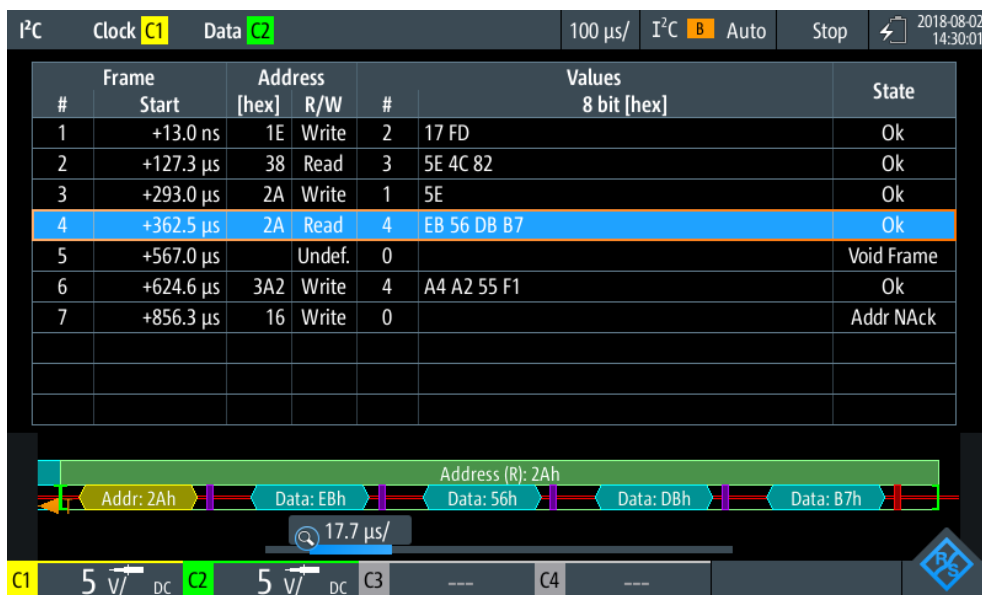 I²C Clock C1 Data C2 100 µs/ I²C B Auto Stop 2018-08-02
14:30:01
Frame Address Values State
# Start [hex] R/W # 8 bit [hex]
1 +13.0 ns 1E Write 2 17 FD Ok
2 +127.3 µs 38 Read 3 5E 4C 82 Ok
3 +293.0 µs 2A Write 1 5E Ok
4 +362.5 µs 2A Read 4 EB 56 DB B7 Ok
5 +567.0 µs Undef. 0 Void Frame
6 +624.6 µs 3A2 Write 4 A4 A2 55 F1 Ok
7 +856.3 µs 16 Write 0 Addr NAck
Address (R): 2Ah
T Addr: 2Ah Data: EBh Data: 56h Data: DBh Data: B7h
17.7 µs/
R&S
C1 5 V/ DC C2 5 V/ DC C3 --- C4 ---